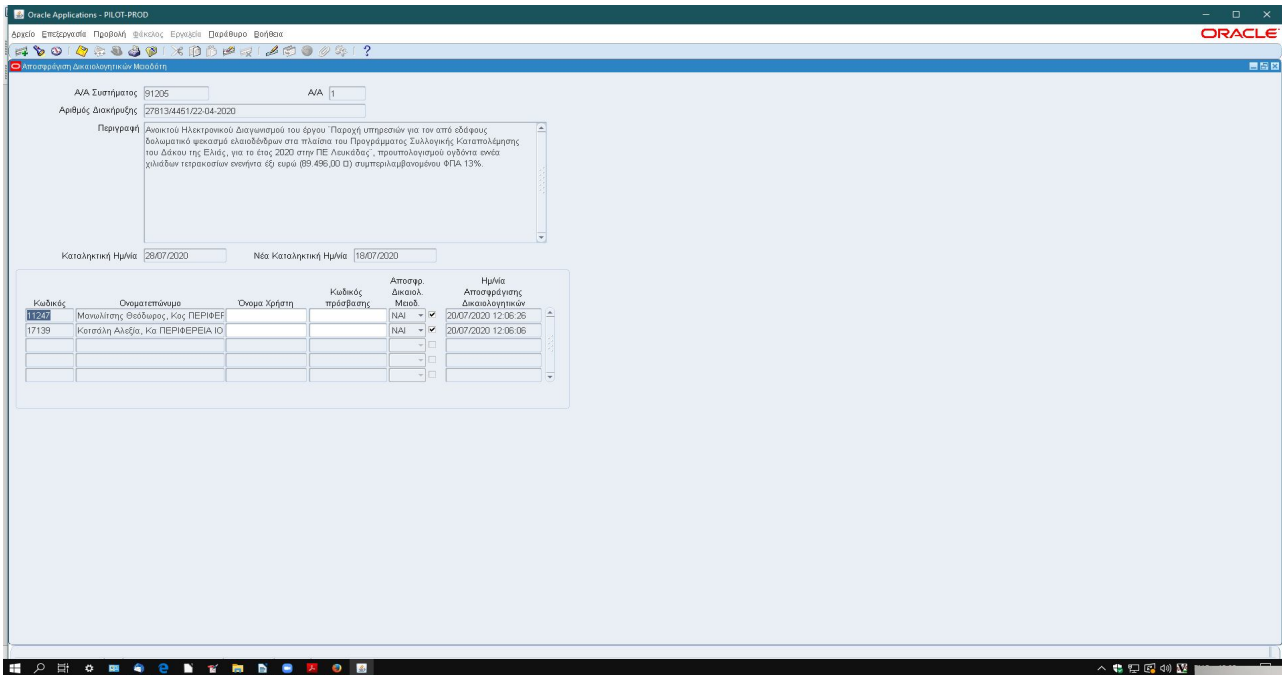 Oracle Applications - PILOT-PROD
Αρχείο Επεξεργασία Προβολή Φάκελος Εργαλεία Παράθυρο Βοήθεια
ORACLE
Αποσφράγιση Δικαιολογητικών Μειοδότη
Α/Α Συστήματος 91205 Α/Α 1
Αριθμός Διακήρυξης 27813/4451/22-04-2020
Περιγραφή Ανοικτού Ηλεκτρονικού Διαγωνισμού του έργου ¨Παροχή υπηρεσιών για τον από εδάφους
δολωματικό ψεκασμό ελαιοδένδρων στα πλαίσια του Προγράμματος Συλλογικής Καταπολέμησης
του Δάκου της Ελιάς, για το έτος 2020 στην ΠΕ Λευκάδας¨, προυπολογισμού ογδόντα εννέα
χιλιάδων τετρακοσίων ενενήντα έξι ευρώ (89.496,00 □) συμπεριλαμβανομένου ΦΠΑ 13%.
Καταληκτική Ημ/νία 28/07/2020 Νέα Καταληκτική Ημ/νία 18/07/2020
Κωδικός Ονοματεπώνυμο Όνομα Χρήστη Κωδικός πρόσβασης Αποσφρ. Δικαιολ. Μειοδ. Ημ/νία Αποσφράγισης Δικαιολογητικών
11247 Μανωλίτσης Θεόδωρος, Κος ΠΕΡΙΦΕΡ ΝΑΙ 20/07/2020 12:06:26
17139 Κοτσάλη Αλεξία, Κα ΠΕΡΙΦΕΡΕΙΑ ΙΟ ΝΑΙ 20/07/2020 12:06:06